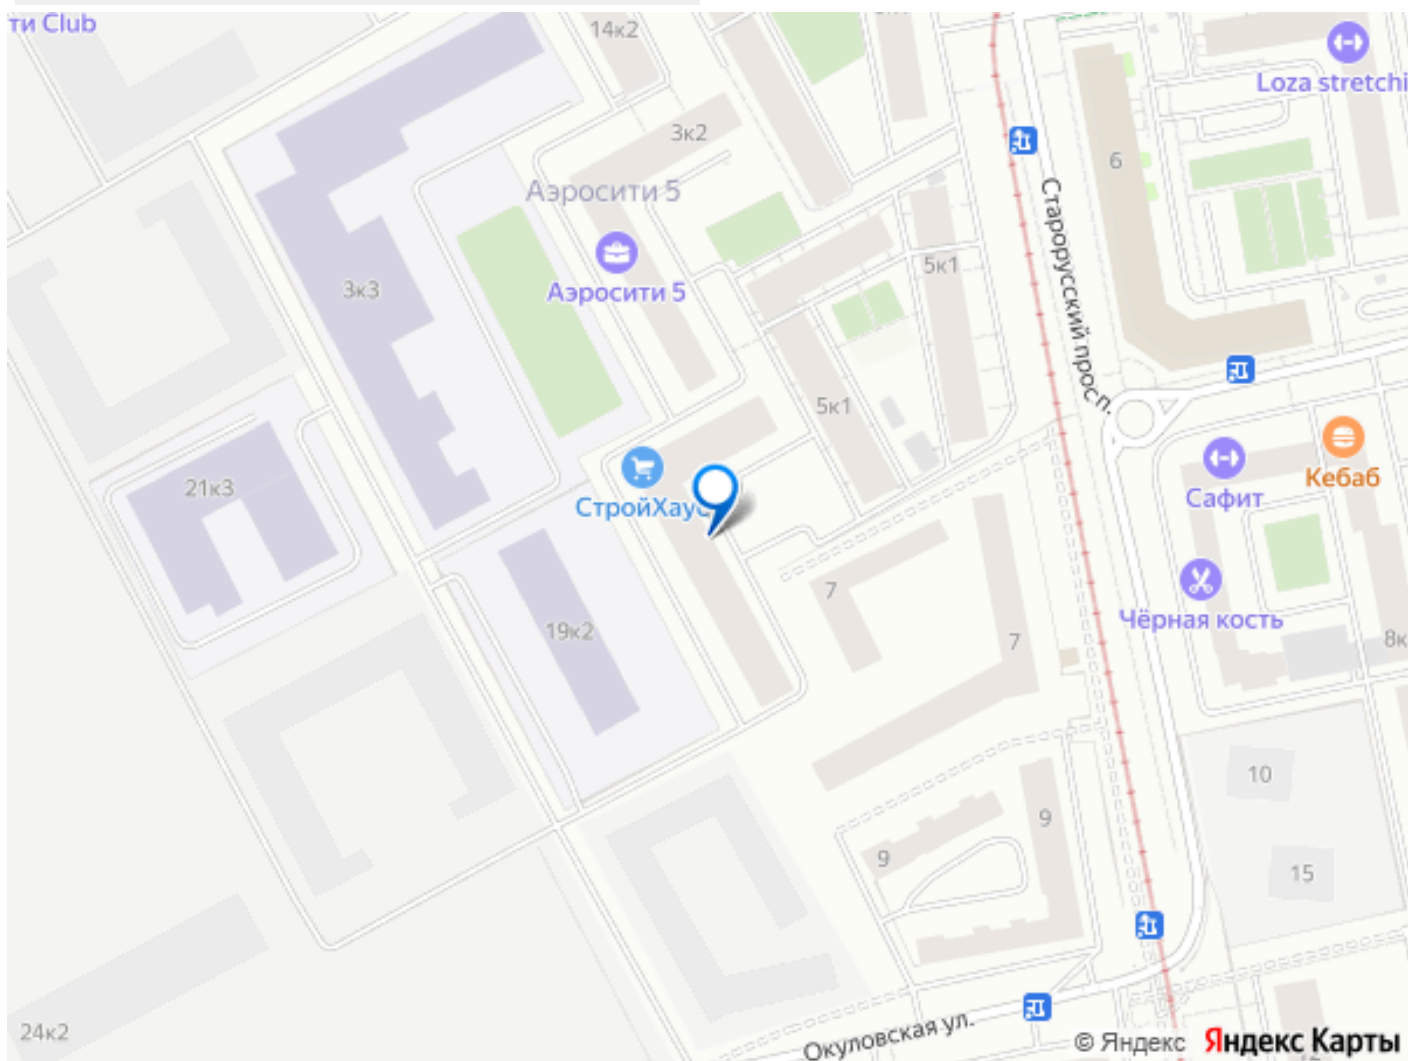 ти Club
14к2
Loza stretchi
3к2
6
Аэросити 5
Старорусский просп.
5к1
3к3
Аэросити 5
5к1
Кебаб
21к3
Сафит
СтройХаус
7
Чёрная кость
19к2
7
8к
10
9
9
15
24к2
Окуловская ул.
© Яндекс Яндекс Карты